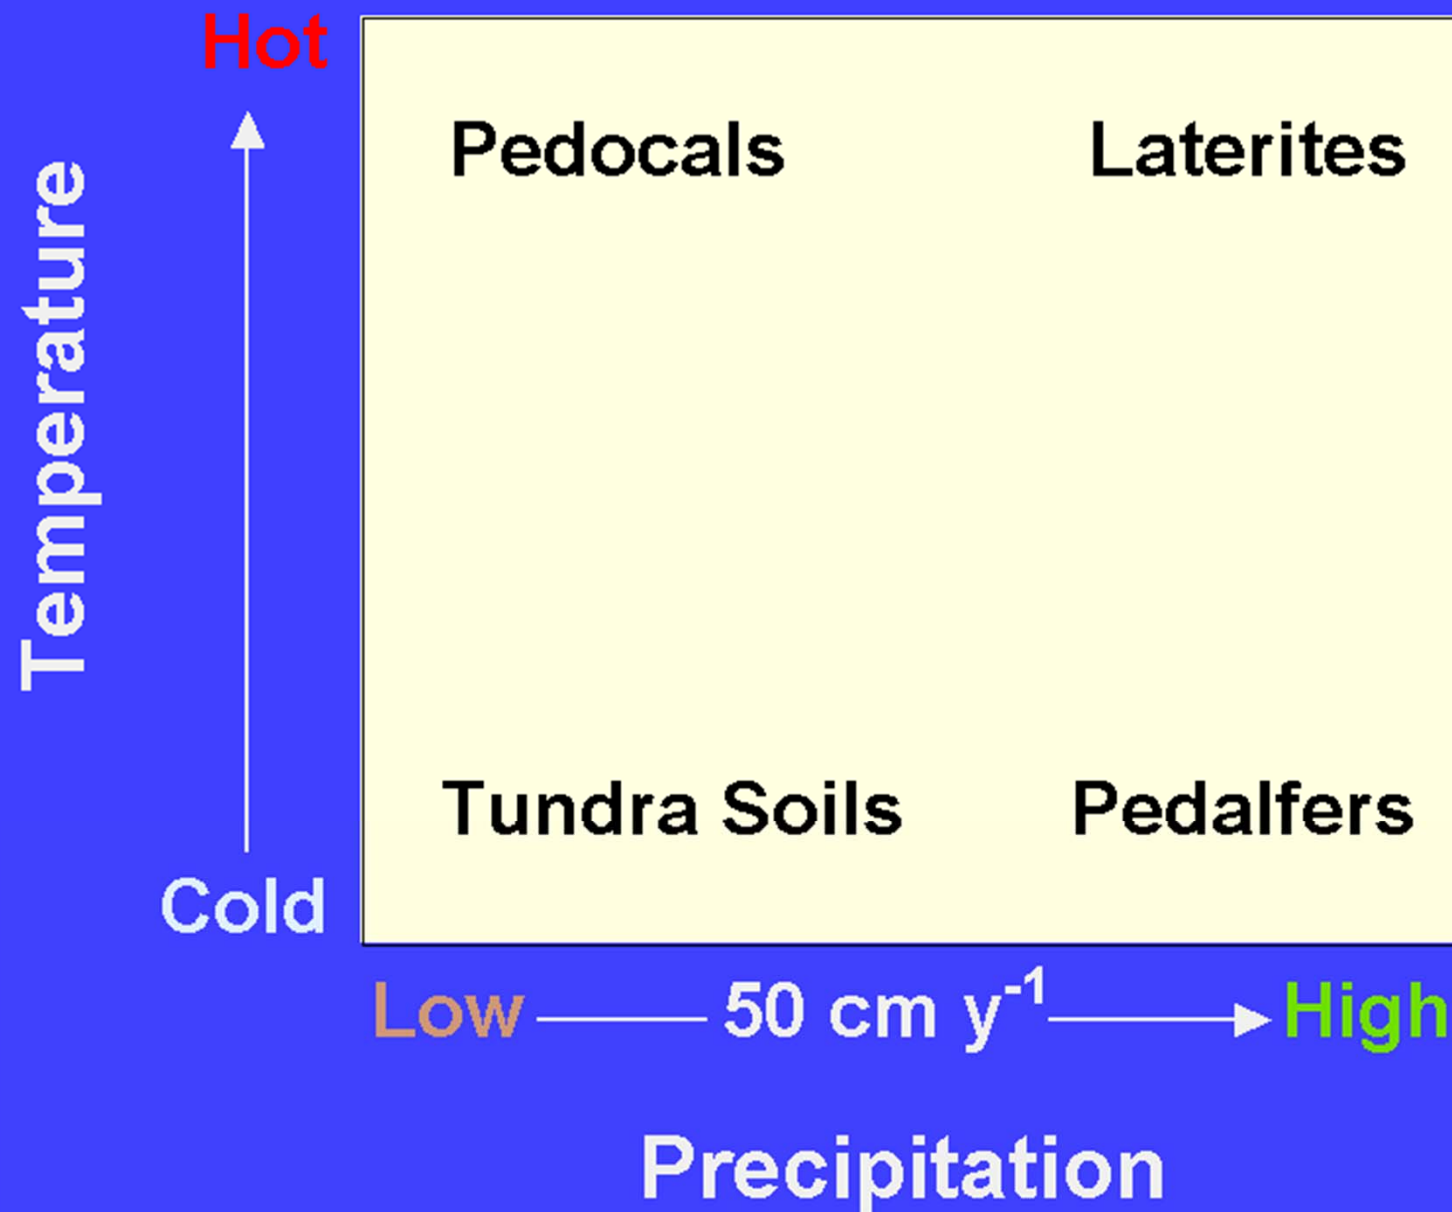 Hot
Temperature
Pedocals Laterites
Tundra Soils Pedalfers
Cold
Low 50 cm y-1 High
Precipitation